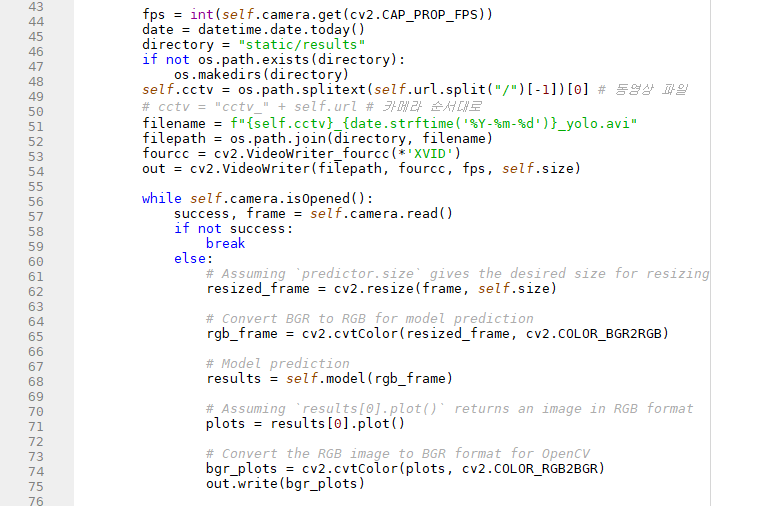 43
44 fps = int(self.camera.get(cv2.CAP_PROP_FPS))
45 date = datetime.date.today()
46 directory = "static/results"
47 if not os.path.exists(directory):
48     os.makedirs(directory)
49 self.cctv = os.path.splitext(self.url.split("/")[-1])[0] # 동영상 파일
50 # cctv = "cctv_" + self.url # 카메라 순서대로
51 filename = f"{self.cctv}_{date.strftime('%Y-%m-%d')}_yolo.avi"
52 filepath = os.path.join(directory, filename)
53 fourcc = cv2.VideoWriter_fourcc(*'XVID')
54 out = cv2.VideoWriter(filepath, fourcc, fps, self.size)
55
56 while self.camera.isOpened():
57     success, frame = self.camera.read()
58     if not success:
59         break
60     else:
61         # Assuming `predictor.size` gives the desired size for resizing
62         resized_frame = cv2.resize(frame, self.size)
63
64         # Convert BGR to RGB for model prediction
65         rgb_frame = cv2.cvtColor(resized_frame, cv2.COLOR_BGR2RGB)
66
67         # Model prediction
68         results = self.model(rgb_frame)
69
70         # Assuming `results[0].plot()` returns an image in RGB format
71         plots = results[0].plot()
72
73         # Convert the RGB image to BGR format for OpenCV
74         bgr_plots = cv2.cvtColor(plots, cv2.COLOR_RGB2BGR)
75         out.write(bgr_plots)
76